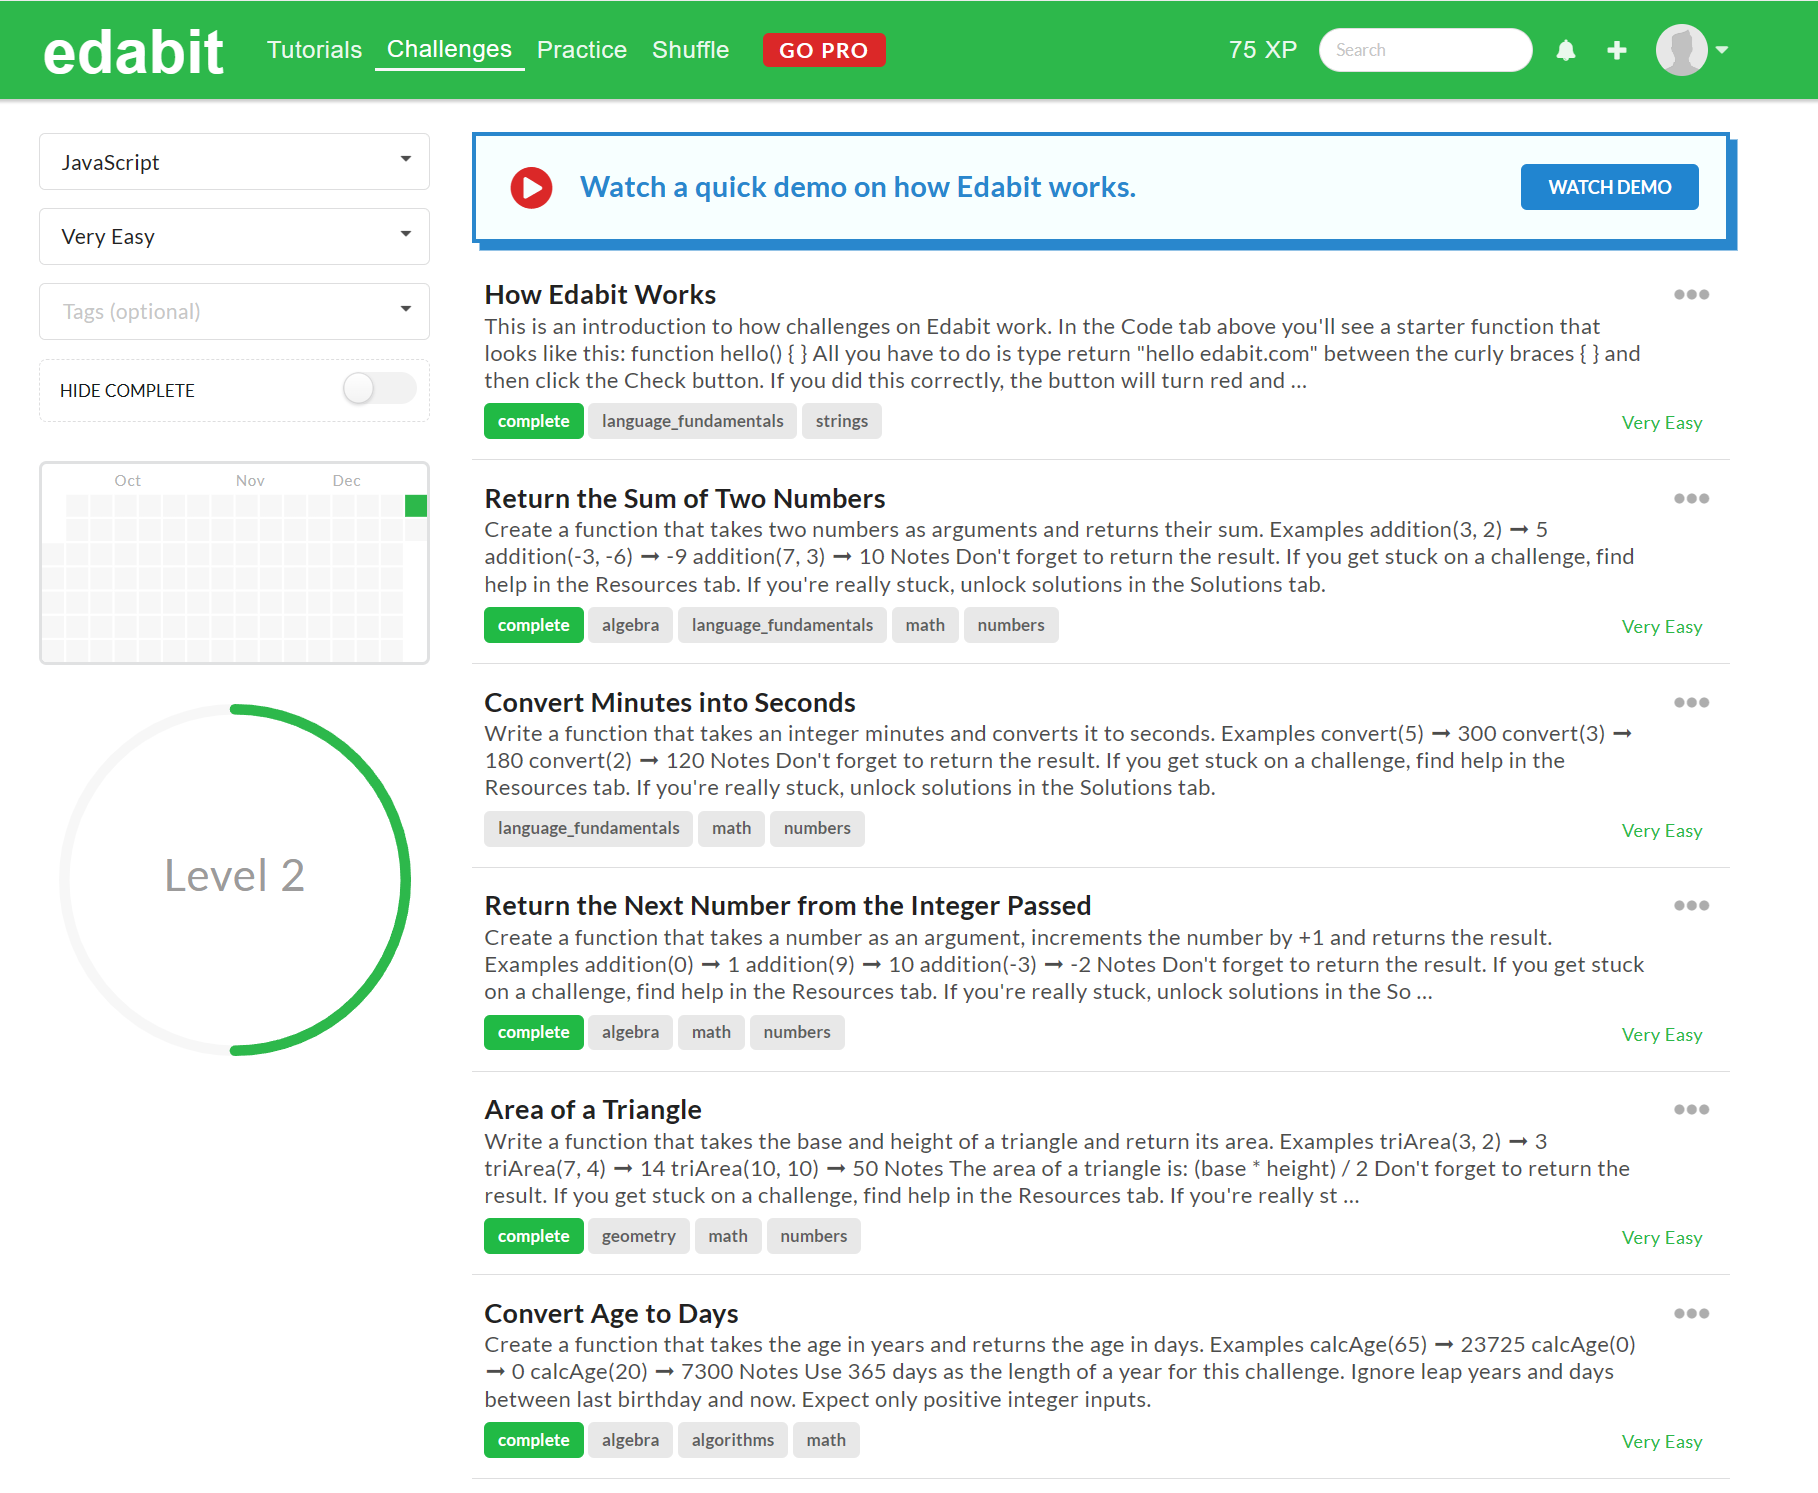 edabit
Tutorials Challenges Practice Shuffle GO PRO 75 XP Search
JavaScript
Very Easy
Tags (optional)
HIDE COMPLETE
Oct Nov Dec
Level 2
Watch a quick demo on how Edabit works. WATCH DEMO
How Edabit Works
This is an introduction to how challenges on Edabit work. In the Code tab above you'll see a starter function that
looks like this: function hello() { } All you have to do is type return "hello edabit.com" between the curly braces { } and
then click the Check button. If you did this correctly, the button will turn red and ...
complete language_fundamentals strings Very Easy
Return the Sum of Two Numbers
Create a function that takes two numbers as arguments and returns their sum. Examples addition(3, 2) ➞ 5
addition(-3, -6) ➞ -9 addition(7, 3) ➞ 10 Notes Don't forget to return the result. If you get stuck on a challenge, find
help in the Resources tab. If you're really stuck, unlock solutions in the Solutions tab.
complete algebra language_fundamentals math numbers Very Easy
Convert Minutes into Seconds
Write a function that takes an integer minutes and converts it to seconds. Examples convert(5) ➞ 300 convert(3) ➞
180 convert(2) ➞ 120 Notes Don't forget to return the result. If you get stuck on a challenge, find help in the
Resources tab. If you're really stuck, unlock solutions in the Solutions tab.
language_fundamentals math numbers Very Easy
Return the Next Number from the Integer Passed
Create a function that takes a number as an argument, increments the number by +1 and returns the result.
Examples addition(0) ➞ 1 addition(9) ➞ 10 addition(-3) ➞ -2 Notes Don't forget to return the result. If you get stuck
on a challenge, find help in the Resources tab. If you're really stuck, unlock solutions in the So ...
complete algebra math numbers Very Easy
Area of a Triangle
Write a function that takes the base and height of a triangle and return its area. Examples triArea(3, 2) ➞ 3
triArea(7, 4) ➞ 14 triArea(10, 10) ➞ 50 Notes The area of a triangle is: (base * height) / 2 Don't forget to return the
result. If you get stuck on a challenge, find help in the Resources tab. If you're really st ...
complete geometry math numbers Very Easy
Convert Age to Days
Create a function that takes the age in years and returns the age in days. Examples calcAge(65) ➞ 23725 calcAge(0)
➞ 0 calcAge(20) ➞ 7300 Notes Use 365 days as the length of a year for this challenge. Ignore leap years and days
between last birthday and now. Expect only positive integer inputs.
complete algebra algorithms math Very Easy